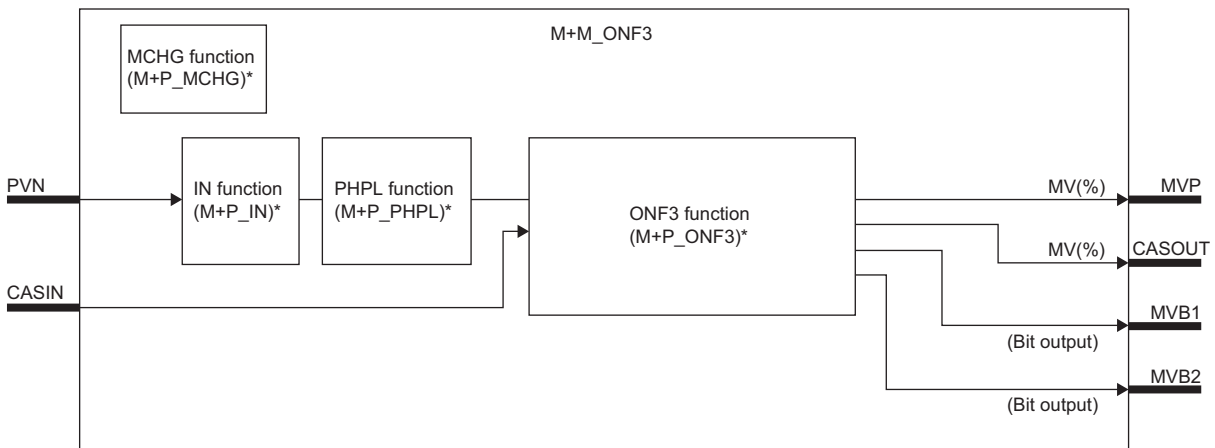 M+M_ONF3
MCHG function
(M+P_MCHG)*
PVN
IN function
(M+P_IN)*
PHPL function
(M+P_PHPL)*
ONF3 function
(M+P_ONF3)*
MV(%)
MVP
MV(%)
CASOUT
CASIN
MVB1
(Bit output)
MVB2
(Bit output)